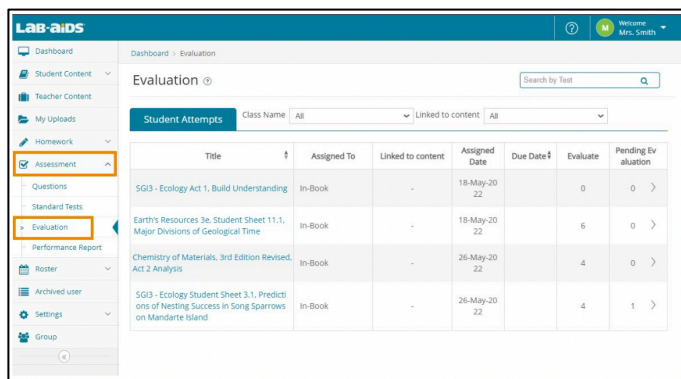 LAB-AIDS
M
Welcome
Mrs. Smith
Dashboard
Student Content
Teacher Content
My Uploads
Homework
Assessment
Questions
Standard Tests
» Evaluation
Performance Report
Roster
Archived user
Settings
Group
Dashboard > Evaluation
Evaluation
Search by Test
Student Attempts
Class Name All
Linked to content All
Title Assigned To Linked to content Assigned Due Date Evaluate Pending Ev
Date aluation
SGI3 - Ecology Act 1, Build Understanding In-Book - 18-May-20 0 0
22
Earth's Resources 3e, Student Sheet 11.1, In-Book - 18-May-20 6 0
Major Divisions of Geological Time 22
Chemistry of Materials, 3rd Edition Revised, In-Book - 26-May-20 4 0
Act 2 Analysis 22
SGI3 - Ecology Student Sheet 3.1, Predicti
ons of Nesting Success in Song Sparrows In-Book - 26-May-20 4 1
on Mandarte Island 22